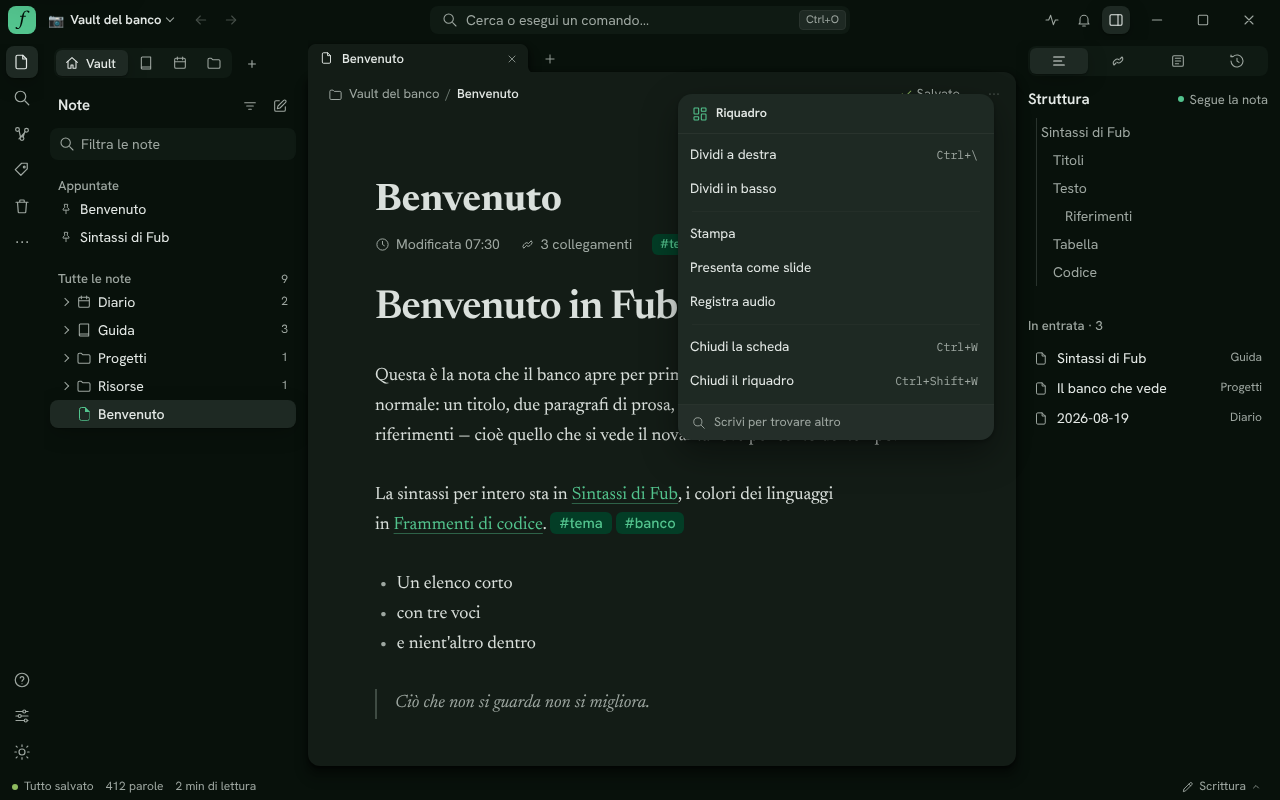 Vault del banco
Cerca o esegui un comando...
Ctrl+O
Vault
Benvenuto
Note
Filtra le note
Appuntate
Benvenuto
Sintassi di Fub
Tutte le note 9
Diario 2
Guida 3
Progetti 1
Risorse 1
Benvenuto
Vault del banco / Benvenuto
Salvato
Benvenuto
Modificata 07:30
3 collegamenti
Benvenuto in Fub
Questa è la nota che il banco apre per
normale: un titolo, due paragrafi di prosa,
riferimenti — cioè quello che si vede il
La sintassi per intero sta in Sintassi di Fub, i colori dei linguaggi
in Frammenti di codice. #tema #banco
Un elenco corto
con tre voci
e nient'altro dentro
Ciò che non si guarda non si migliora.
Riquadro
Dividi a destra Ctrl+\
Dividi in basso
Stampa
Presenta come slide
Registra audio
Chiudi la scheda Ctrl+W
Chiudi il riquadro Ctrl+Shift+W
Scrivi per trovare altro
Struttura
Segue la nota
Sintassi di Fub
Titoli
Testo
Riferimenti
Tabella
Codice
In entrata · 3
Sintassi di Fub Guida
Il banco che vede Progetti
2026-08-19 Diario
Tutto salvato
412 parole
2 min di lettura
Scrittura